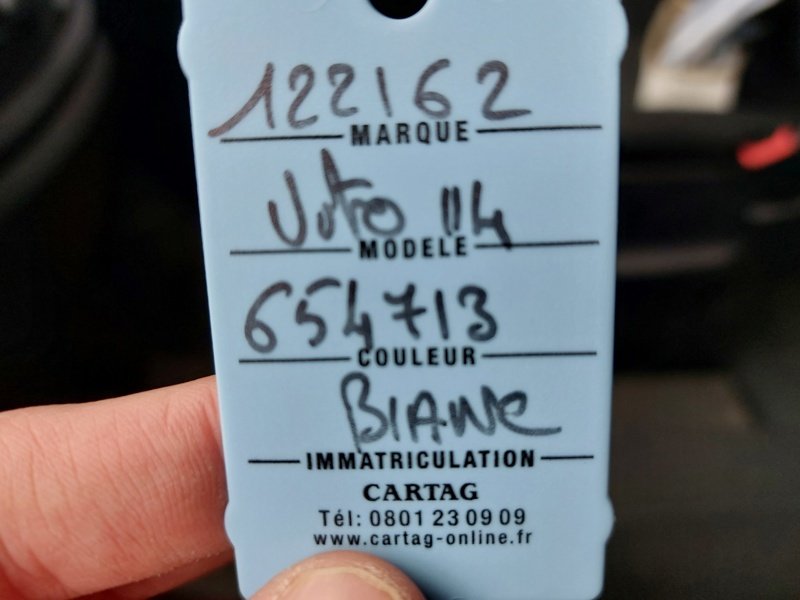 122162
MARQUE
Vito 114
MODELE
654713
COULEUR
BIANC
IMMATRICULATION
CARTAG
Tél: 0801 23 09 09
www.cartag-online.fr